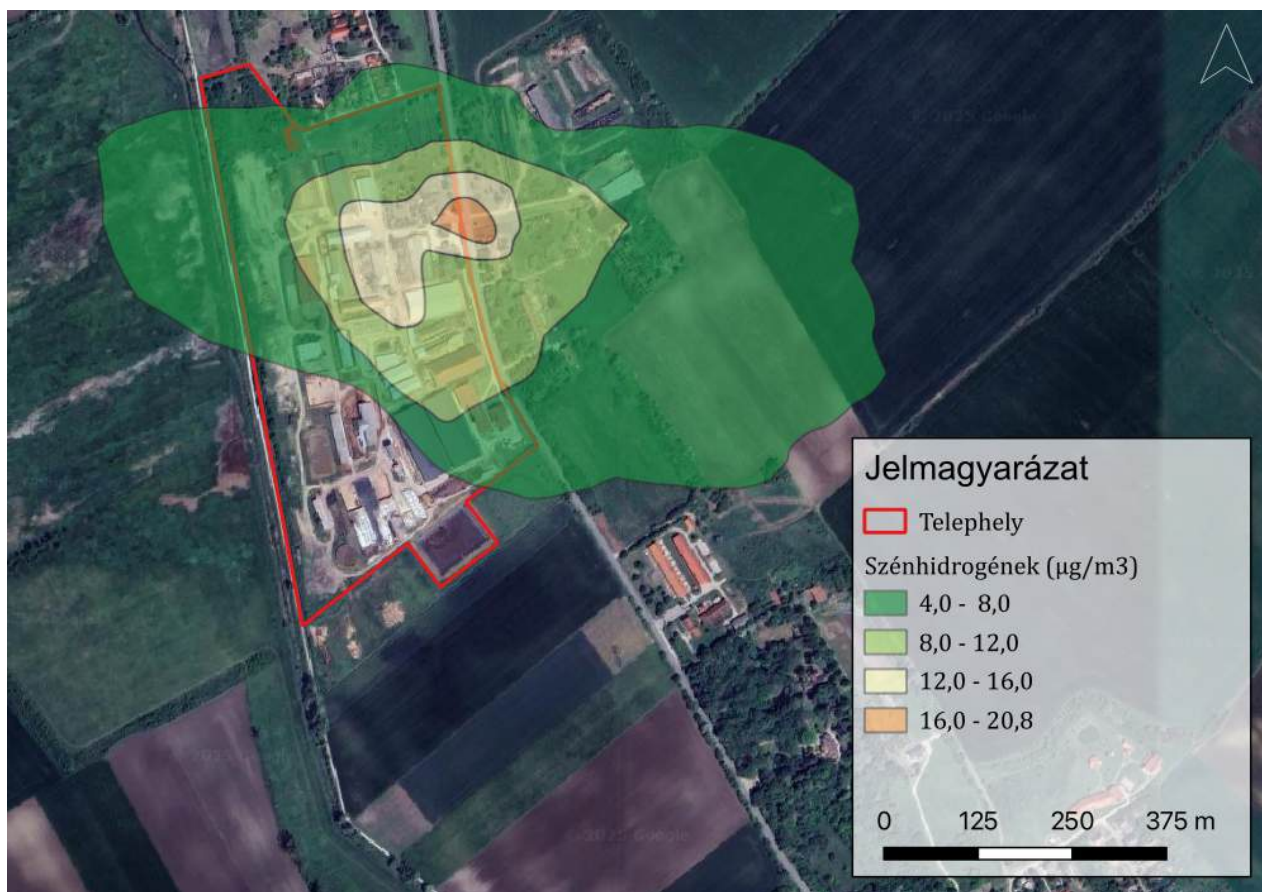 Jelmagyarázat
Telephely
Szénhidrogének (µg/m3)
4,0 - 8,0
8,0 - 12,0
12,0 - 16,0
16,0 - 20,8
0 125 250 375 m